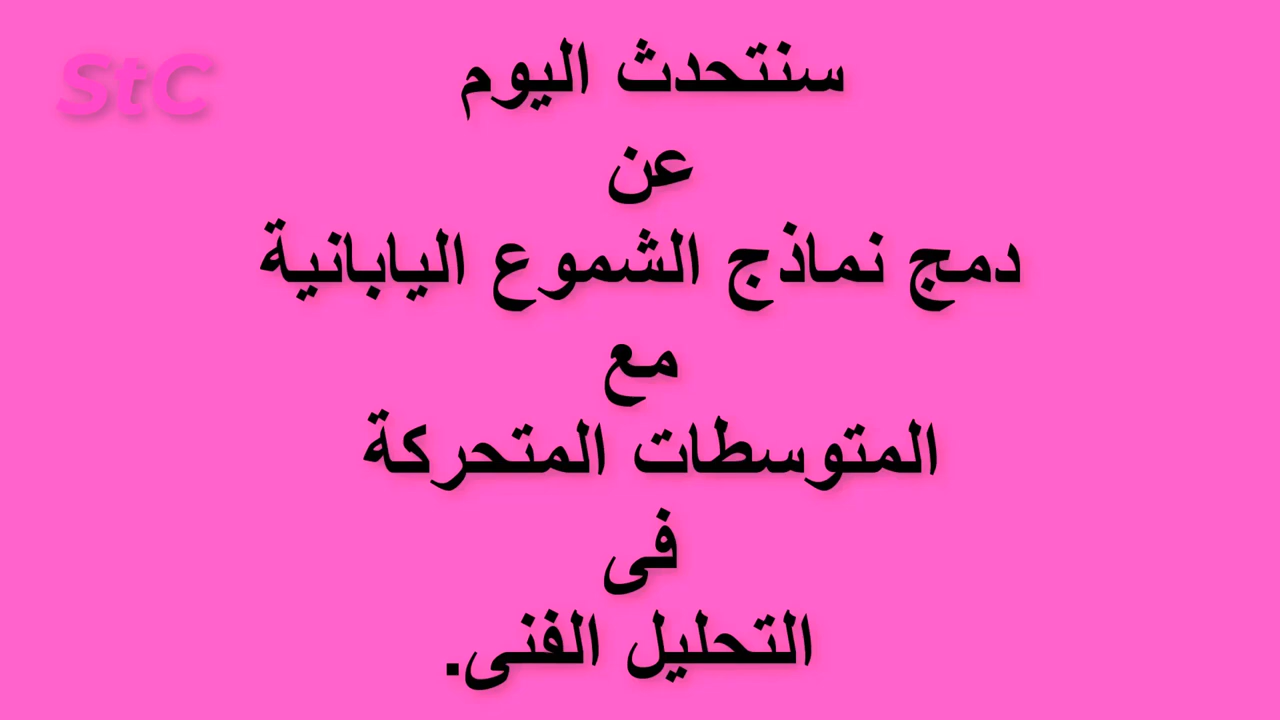 StC
سنتحدث اليوم
عن
دمج نماذج الشموع اليابانية
مع
المتوسطات المتحركة
فى
التحليل الفنى.